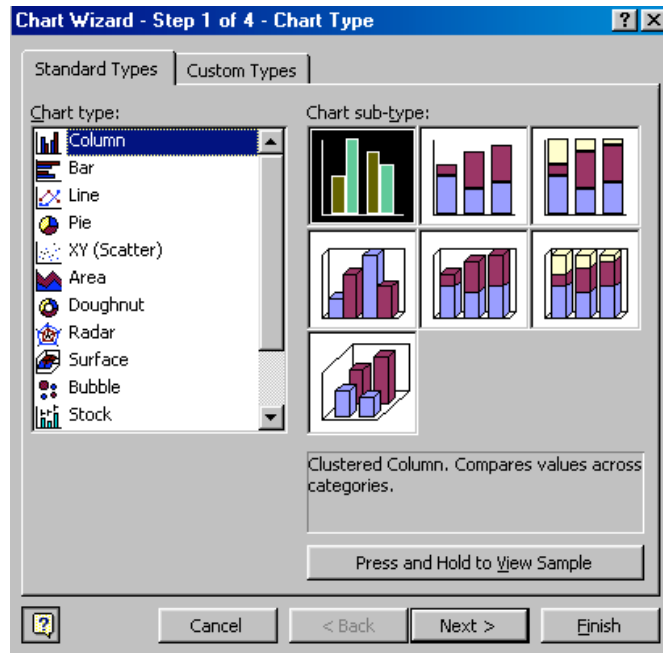 Chart Wizard - Step 1 of 4 - Chart Type
Standard Types
Custom Types
Chart type:
Column
Bar
Line
Pie
XY (Scatter)
Area
Doughnut
Radar
Surface
Bubble
Stock
Chart sub-type:
Clustered Column. Compares values across
categories.
Press and Hold to View Sample
Cancel
< Back
Next >
Finish